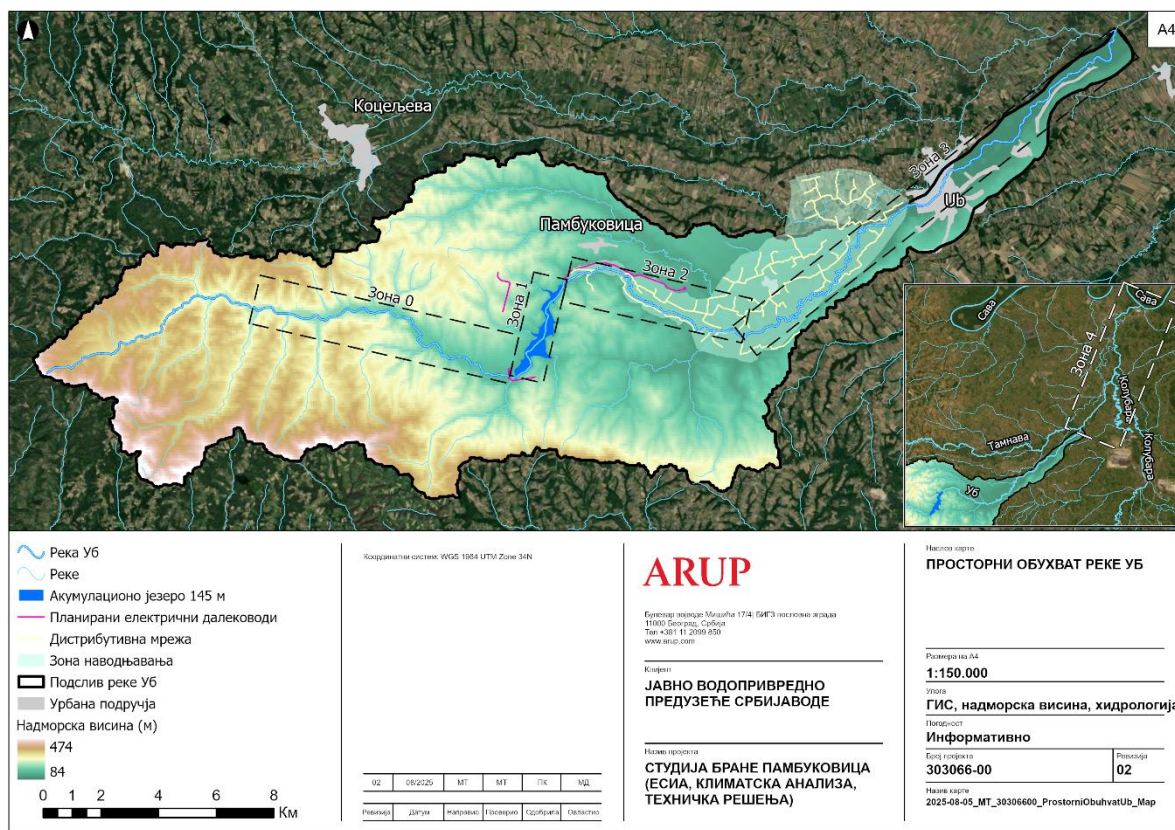 A4
Коцељева
Памбуковица
Зона 0
Зона 1
Зона 2
Зона 3
Ub
Сава
Сава
Зона 4
Колубара
Колубара
Тамнава
Уб
Река Уб
Реке
Акумулационо језеро 145 м
Планирани електрични далеководи
Дистрибутивна мрежа
Зона наводњавања
Подслив реке Уб
Урбана подручја
Надморска висина (м)
474
84
0 1 2 4 6 8
Км
Координатни систем: WGS 1984 UTM Zone 34N
02 08/2025 МТ МТ ПК МД
Ревизија Датум Направио Проверио Одобрила Овластио
ARUP
Булевар војводе Мишића 17/4| БИГЗ пословна зграда
11000 Београд, Србија
Тел +381 11 2099 850
www.arup.com
Клијент
ЈАВНО ВОДОПРИВРЕДНО
ПРЕДУЗЕЋЕ СРБИЈАВОДЕ
Назив пројекта
СТУДИЈА БРАНЕ ПАМБУКОВИЦА
(ЕСИА, КЛИМАТСКА АНАЛИЗА,
ТЕХНИЧКА РЕШЕЊА)
Наслов карте
ПРОСТОРНИ ОБУХВАТ РЕКЕ УБ
Размера на А4
1:150.000
Улога
ГИС, надморска висина, хидрологија
Погодност
Информативно
Број пројекта
303066-00
Ревизија
02
Назив карте
2025-08-05_MT_30306600_ProstorniObuhvatUb_Map